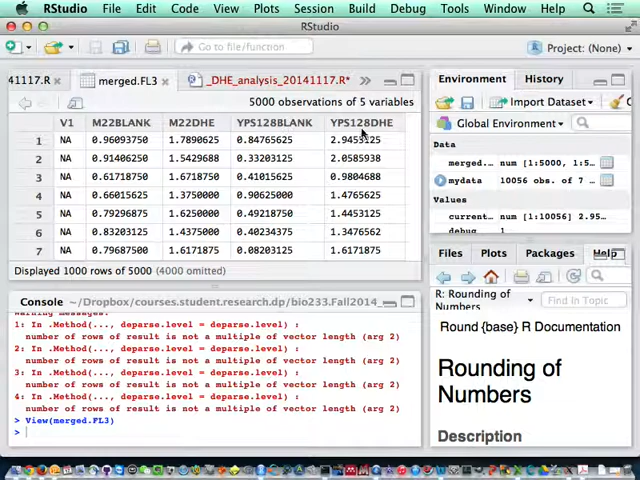 RStudio File Edit Code View Plots Session Build Debug Tools Window Help
RStudio
Go to file/function
Project: (None)
41117.R merged.FL3 _DHE_analysis_20141117.R*
5000 observations of 5 variables
V1 M22BLANK M22DHE YPS128BLANK YPS128DHE
1 NA 0.96093750 1.7890625 0.84765625 2.9453125
2 NA 0.91406250 1.5429688 0.33203125 2.0585938
3 NA 0.61718750 1.6718750 0.41015625 0.9804688
4 NA 0.66015625 1.3750000 0.90625000 1.4765625
5 NA 0.79296875 1.6250000 0.49218750 1.4453125
6 NA 0.83203125 1.4375000 0.40234375 1.3476562
7 NA 0.79687500 1.6171875 0.08203125 1.6171875
Displayed 1000 rows of 5000 (4000 omitted)
Console ~/Dropbox/courses.student.research.dp/bio233.Fall2014_
Warning messages:
1: In .Method(..., deparse.level = deparse.level) :
number of rows of result is not a multiple of vector length (arg 2)
2: In .Method(..., deparse.level = deparse.level) :
number of rows of result is not a multiple of vector length (arg 2)
3: In .Method(..., deparse.level = deparse.level) :
number of rows of result is not a multiple of vector length (arg 2)
4: In .Method(..., deparse.level = deparse.level) :
number of rows of result is not a multiple of vector length (arg 2)
> View(merged.FL3)
>
Environment History
Import Dataset
Global Environment
Data
merged.. num [1:5000, 1:5..
mydata 10056 obs. of 7
Values
current.. num [1:10056] 2.95..
Files Plots Packages Help
R: Rounding of Numbers
Find in Topic
Round {base} R Documentation
Rounding of
Numbers
Description